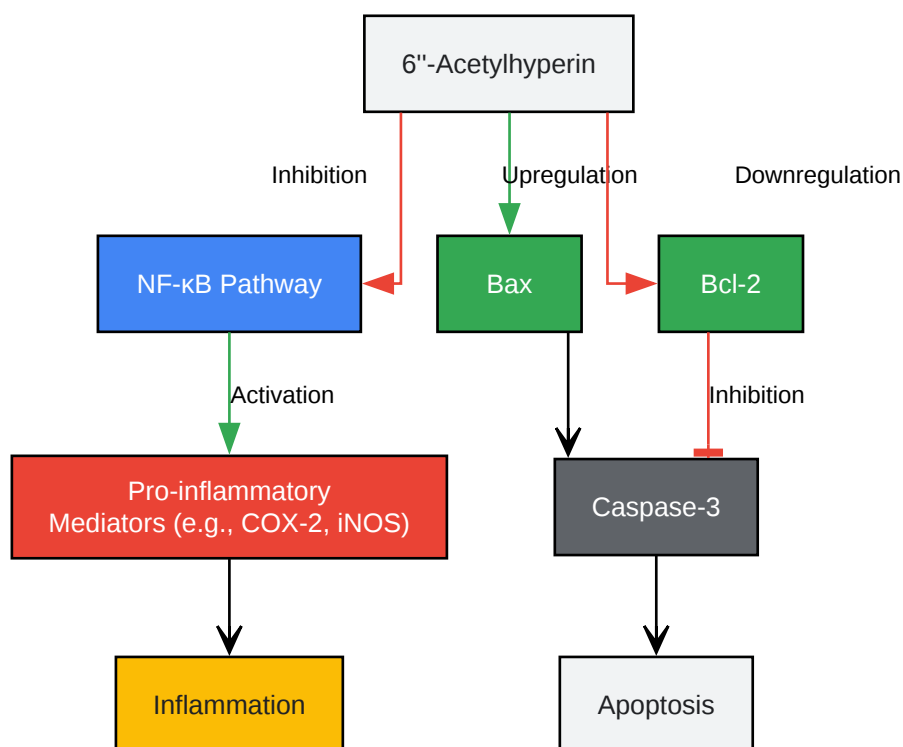 6''-Acetylhyperin
Inhibition
Upregulation
Downregulation
NF-κB Pathway
Bax
Bcl-2
Activation
Inhibition
Pro-inflammatory
Mediators (e.g., COX-2, iNOS)
Caspase-3
Inflammation
Apoptosis